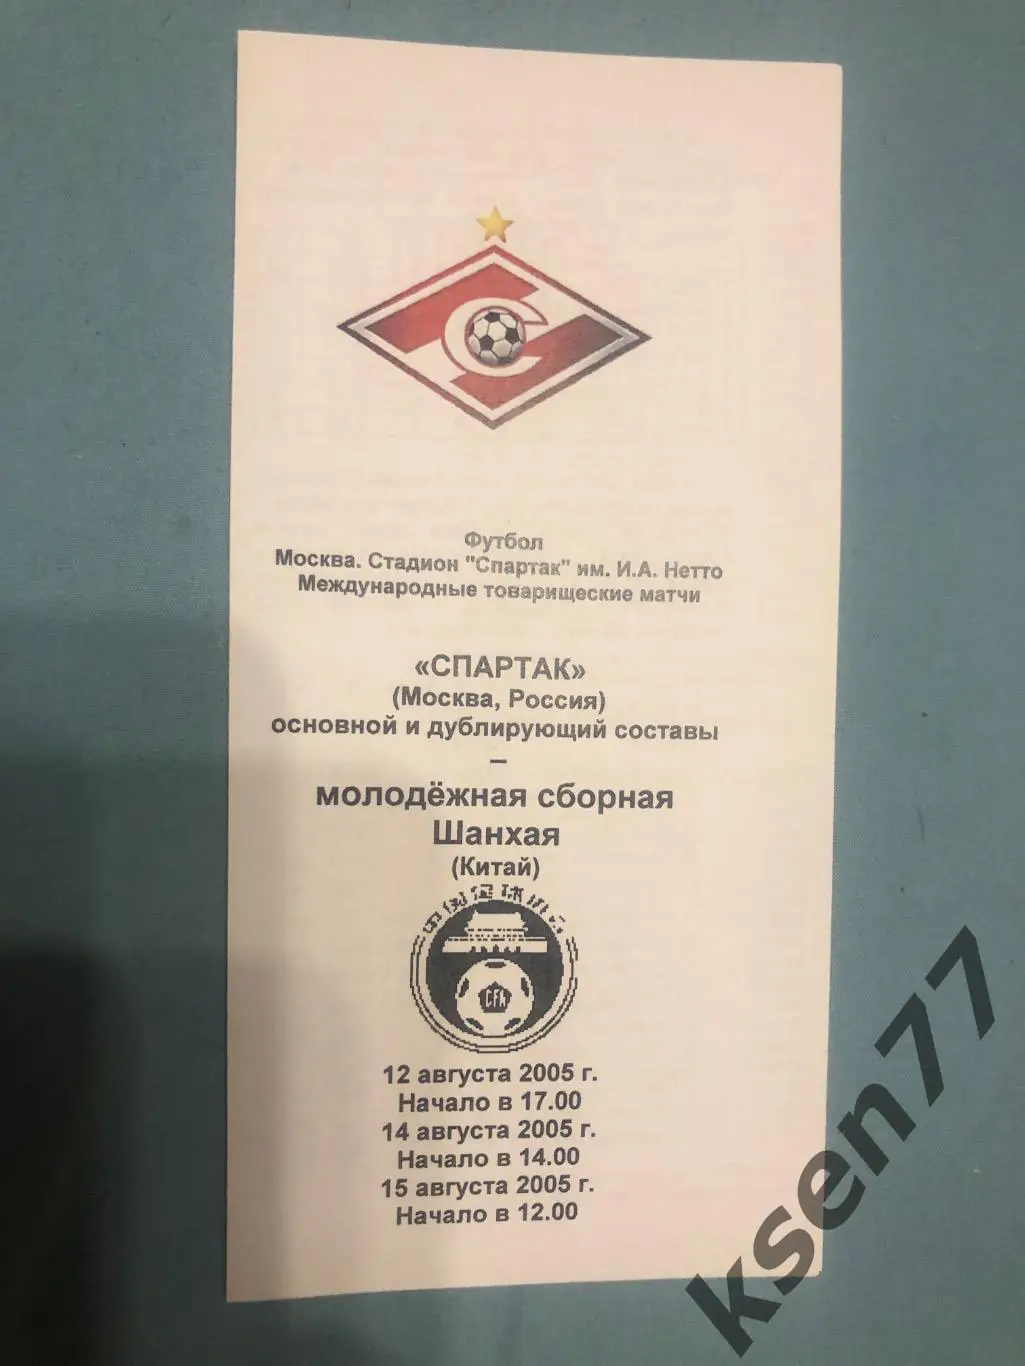 С
Футбол
Москва. Стадион "Спартак" им. И.А. Нетто
Международные товарищеские матчи
«СПАРТАК»
(Москва, Россия)
основной и дублирующий составы
–
молодёжная сборная
Шанхая
(Китай)
CFA
12 августа 2005 г.
Начало в 17.00
14 августа 2005 г.
Начало в 14.00
15 августа 2005 г.
Начало в 12.00
ksen77